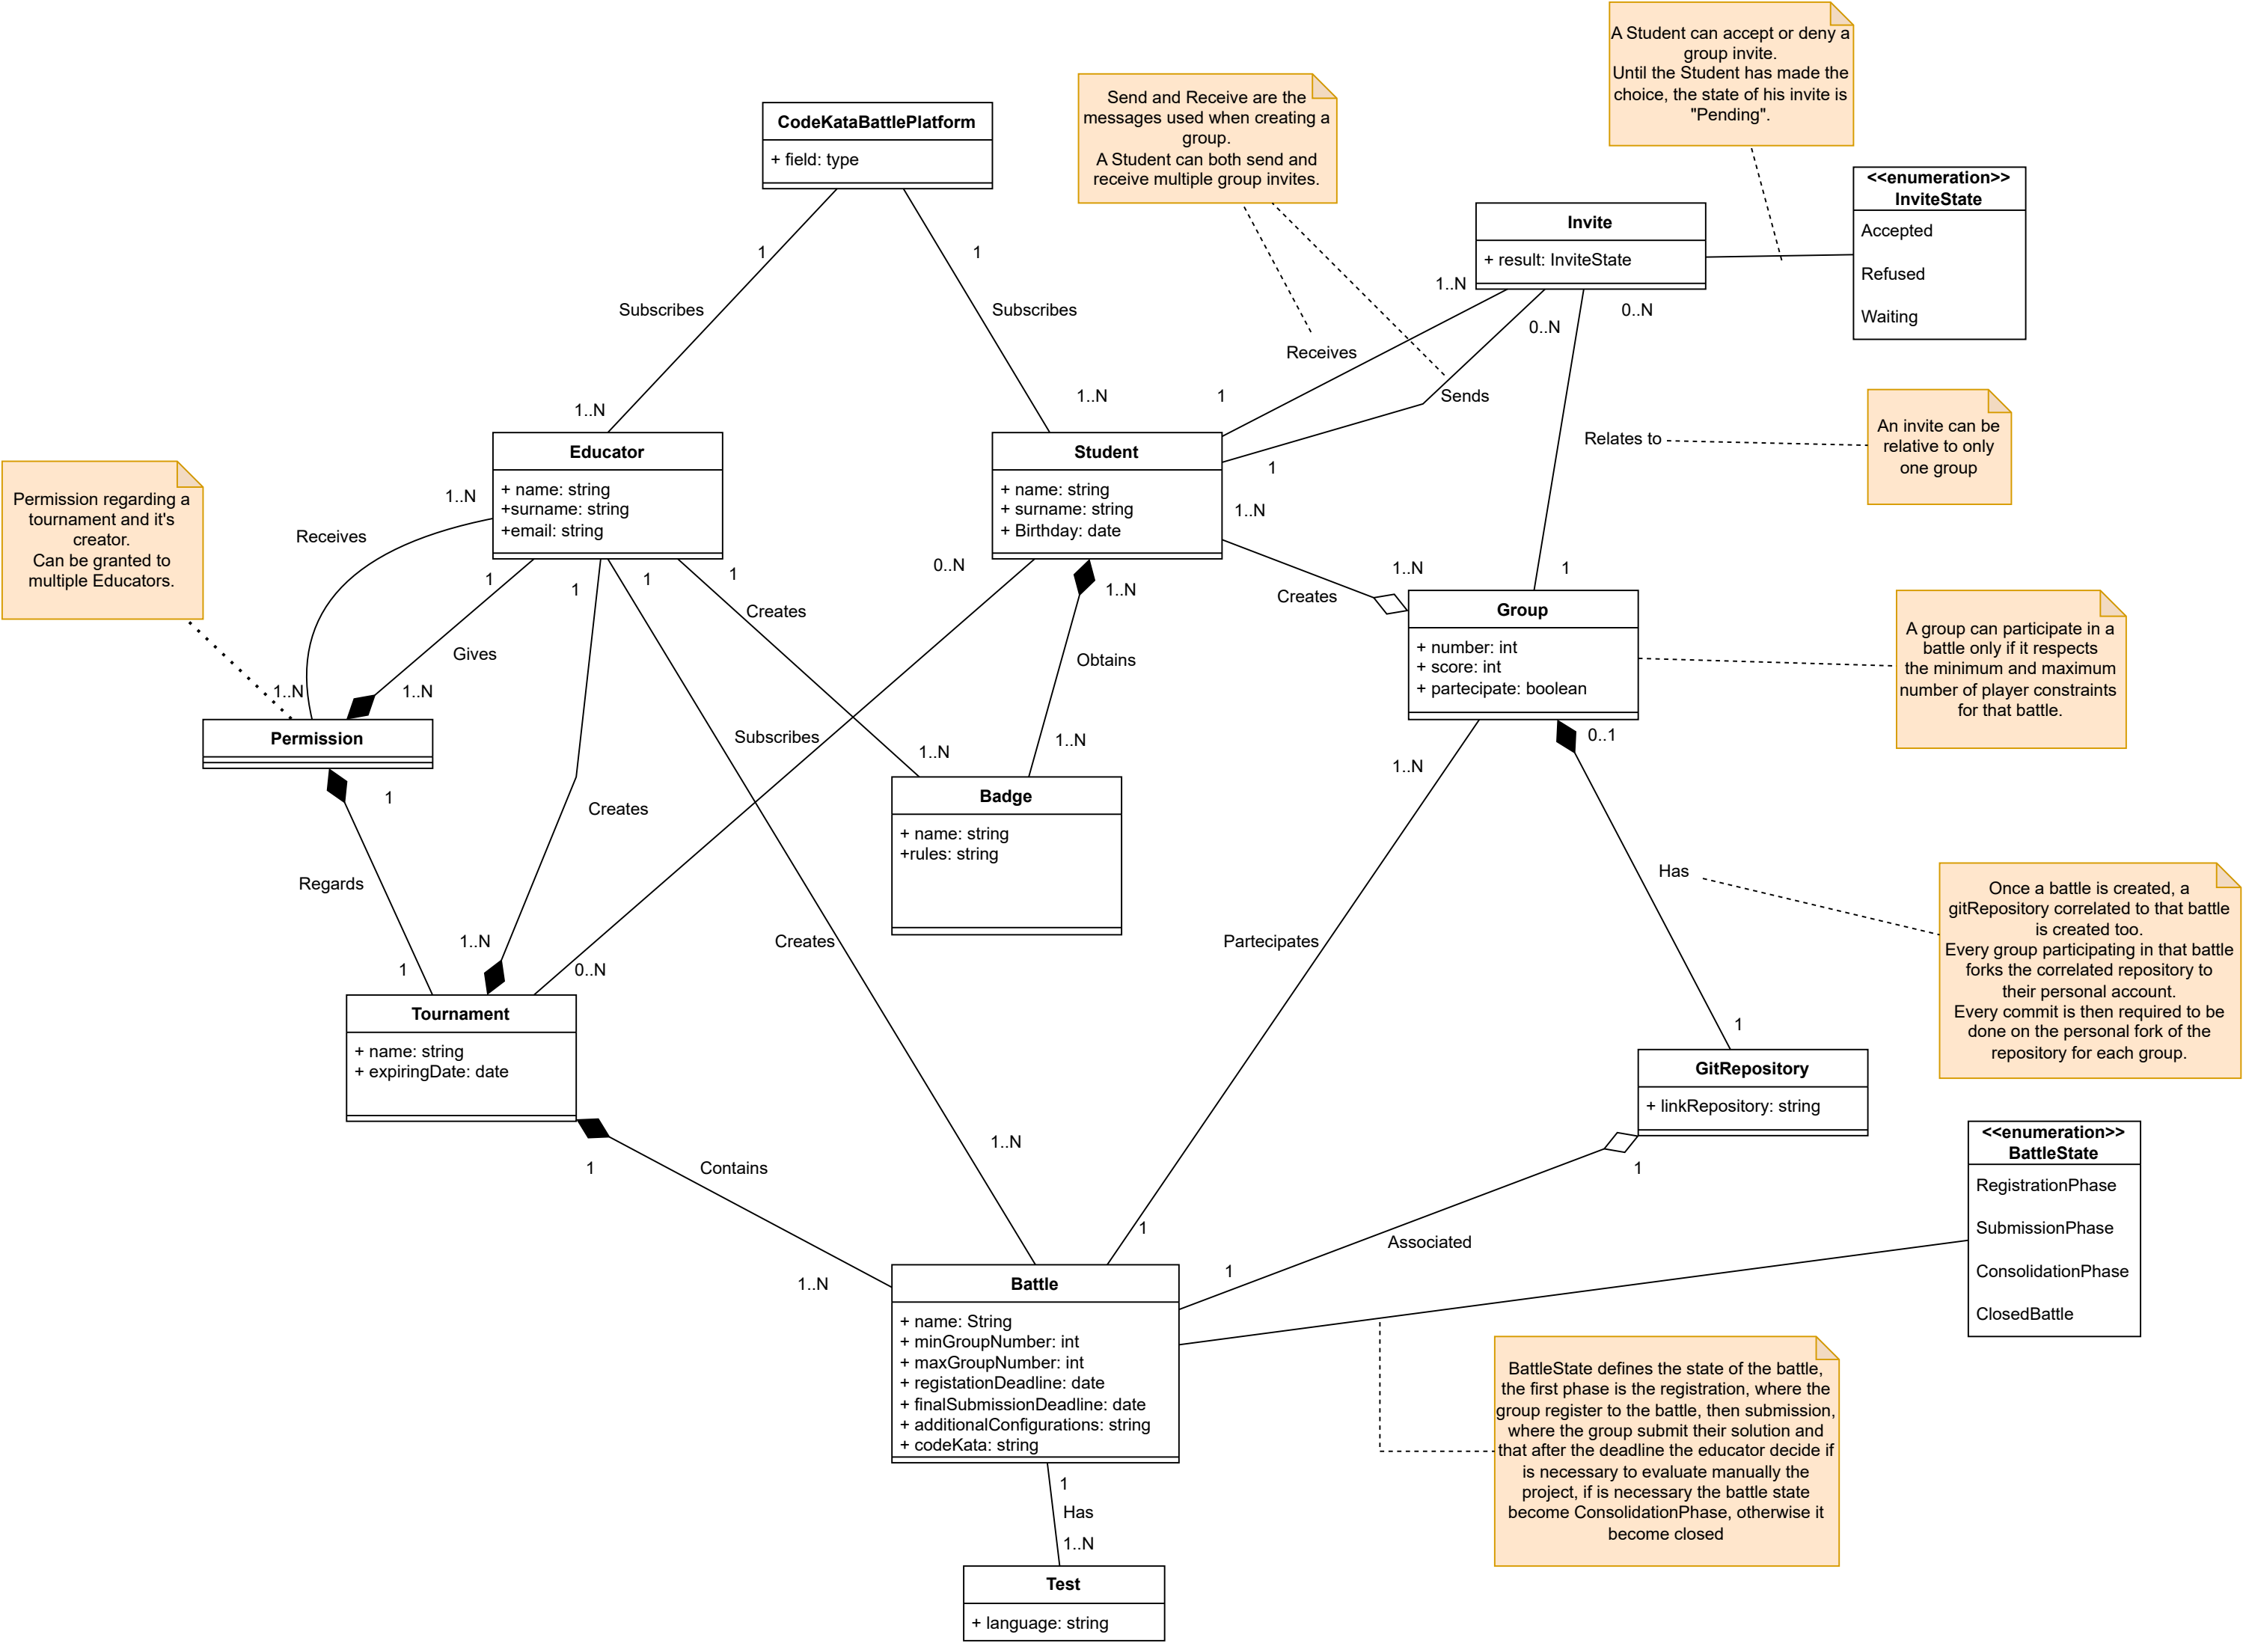 A Student can accept or deny a
group invite.
Until the Student has made the
choice, the state of his invite is
"Pending".
Send and Receive are the
messages used when creating a
group.
A Student can both send and
receive multiple group invites.
CodeKataBattlePlatform
+ field: type
<<enumeration>>
InviteState
Accepted
Refused
Waiting
Invite
+ result: InviteState
1
1
Subscribes
Subscribes
1..N
0..N
0..N
Receives
Sends
1..N
1..N
1
1
Relates to
An invite can be
relative to only
one group
Educator
+ name: string
+surname: string
+email: string
Student
+ name: string
+ surname: string
+ Birthday: date
Permission regarding a
tournament and it's
creator.
Can be granted to
multiple Educators.
1..N
Receives
1..N
1..N
Creates
1
1
1
1
1
0..N
1..N
Creates
Gives
Obtains
Group
+ number: int
+ score: int
+ partecipate: boolean
A group can participate in a
battle only if it respects
the minimum and maximum
number of player constraints
for that battle.
1..N
1..N
Permission
Subscribes
1..N
1..N
1..N
0..1
1
Creates
Badge
+ name: string
+rules: string
Regards
Has
Once a battle is created, a
gitRepository correlated to that battle
is created too.
Every group participating in that battle
forks the correlated repository to
their personal account.
Every commit is then required to be
done on the personal fork of the
repository for each group.
1..N
Creates
Partecipates
1
0..N
Tournament
+ name: string
+ expiringDate: date
1
GitRepository
+ linkRepository: string
1
Contains
1..N
1
<<enumeration>>
BattleState
RegistrationPhase
SubmissionPhase
ConsolidationPhase
ClosedBattle
1
Associated
1
1..N
Battle
+ name: String
+ minGroupNumber: int
+ maxGroupNumber: int
+ registationDeadline: date
+ finalSubmissionDeadline: date
+ additionalConfigurations: string
+ codeKata: string
BattleState defines the state of the battle,
the first phase is the registration, where the
group register to the battle, then submission,
where the group submit their solution and
that after the deadline the educator decide if
is necessary to evaluate manually the
project, if is necessary the battle state
become ConsolidationPhase, otherwise it
become closed
1
Has
1..N
Test
+ language: string